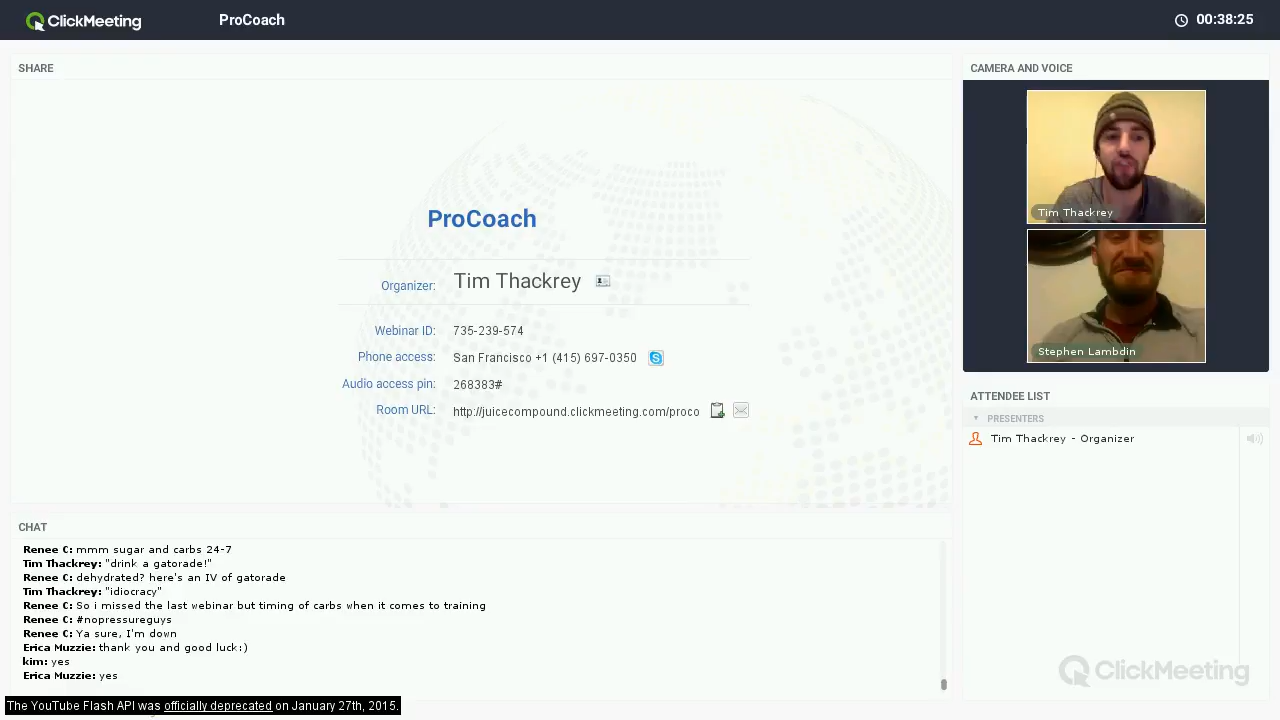 ClickMeeting
ProCoach
00:38:25
SHARE
CAMERA AND VOICE
Tim Thackrey
Stephen Lambdin
ProCoach
Organizer: Tim Thackrey
Webinar ID: 735-239-574
Phone access: San Francisco +1 (415) 697-0350
Audio access pin: 268383#
Room URL: http://juicecompound.clickmeeting.com/proco
ATTENDEE LIST
PRESENTERS
Tim Thackrey - Organizer
CHAT
Renee C: mmm sugar and carbs 24-7
Tim Thackrey: "drink a gatorade!"
Renee C: dehydrated? here's an IV of gatorade
Tim Thackrey: "idiocracy"
Renee C: So i missed the last webinar but timing of carbs when it comes to training
Renee C: #nopressureguys
Renee C: Ya sure, I'm down
Erica Muzzie: thank you and good luck:)
kim: yes
Erica Muzzie: yes
ClickMeeting
The YouTube Flash API was officially deprecated on January 27th, 2015.